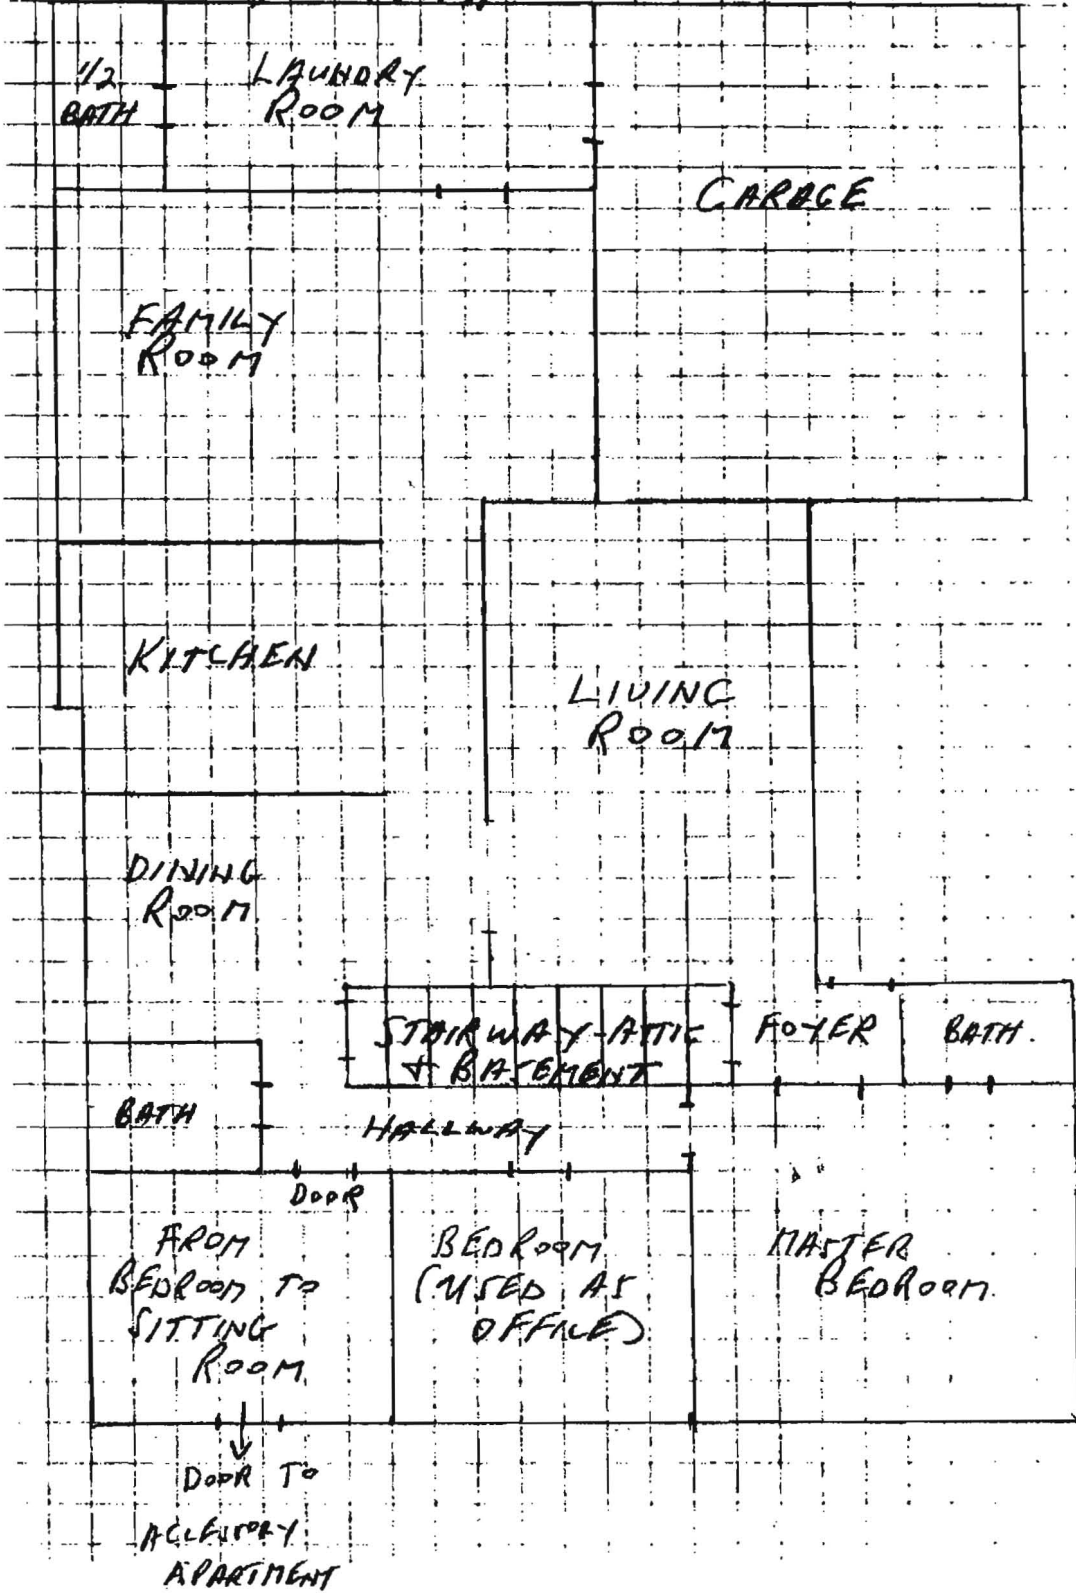 1/2
BATH
LAUNDRY
ROOM
GARAGE
FAMILY
ROOM
KITCHEN
LIVING
ROOM
DINING
ROOM
STAIRWAY-ATTIC
& BASEMENT
FOYER
BATH.
BATH
HALLWAY
DOOR
FROM
BEDROOM TO
SITTING
ROOM
BEDROOM
(USED AS
OFFICE)
MASTER
BEDROOM
DOOR TO
ACCESSORY
APARTMENT